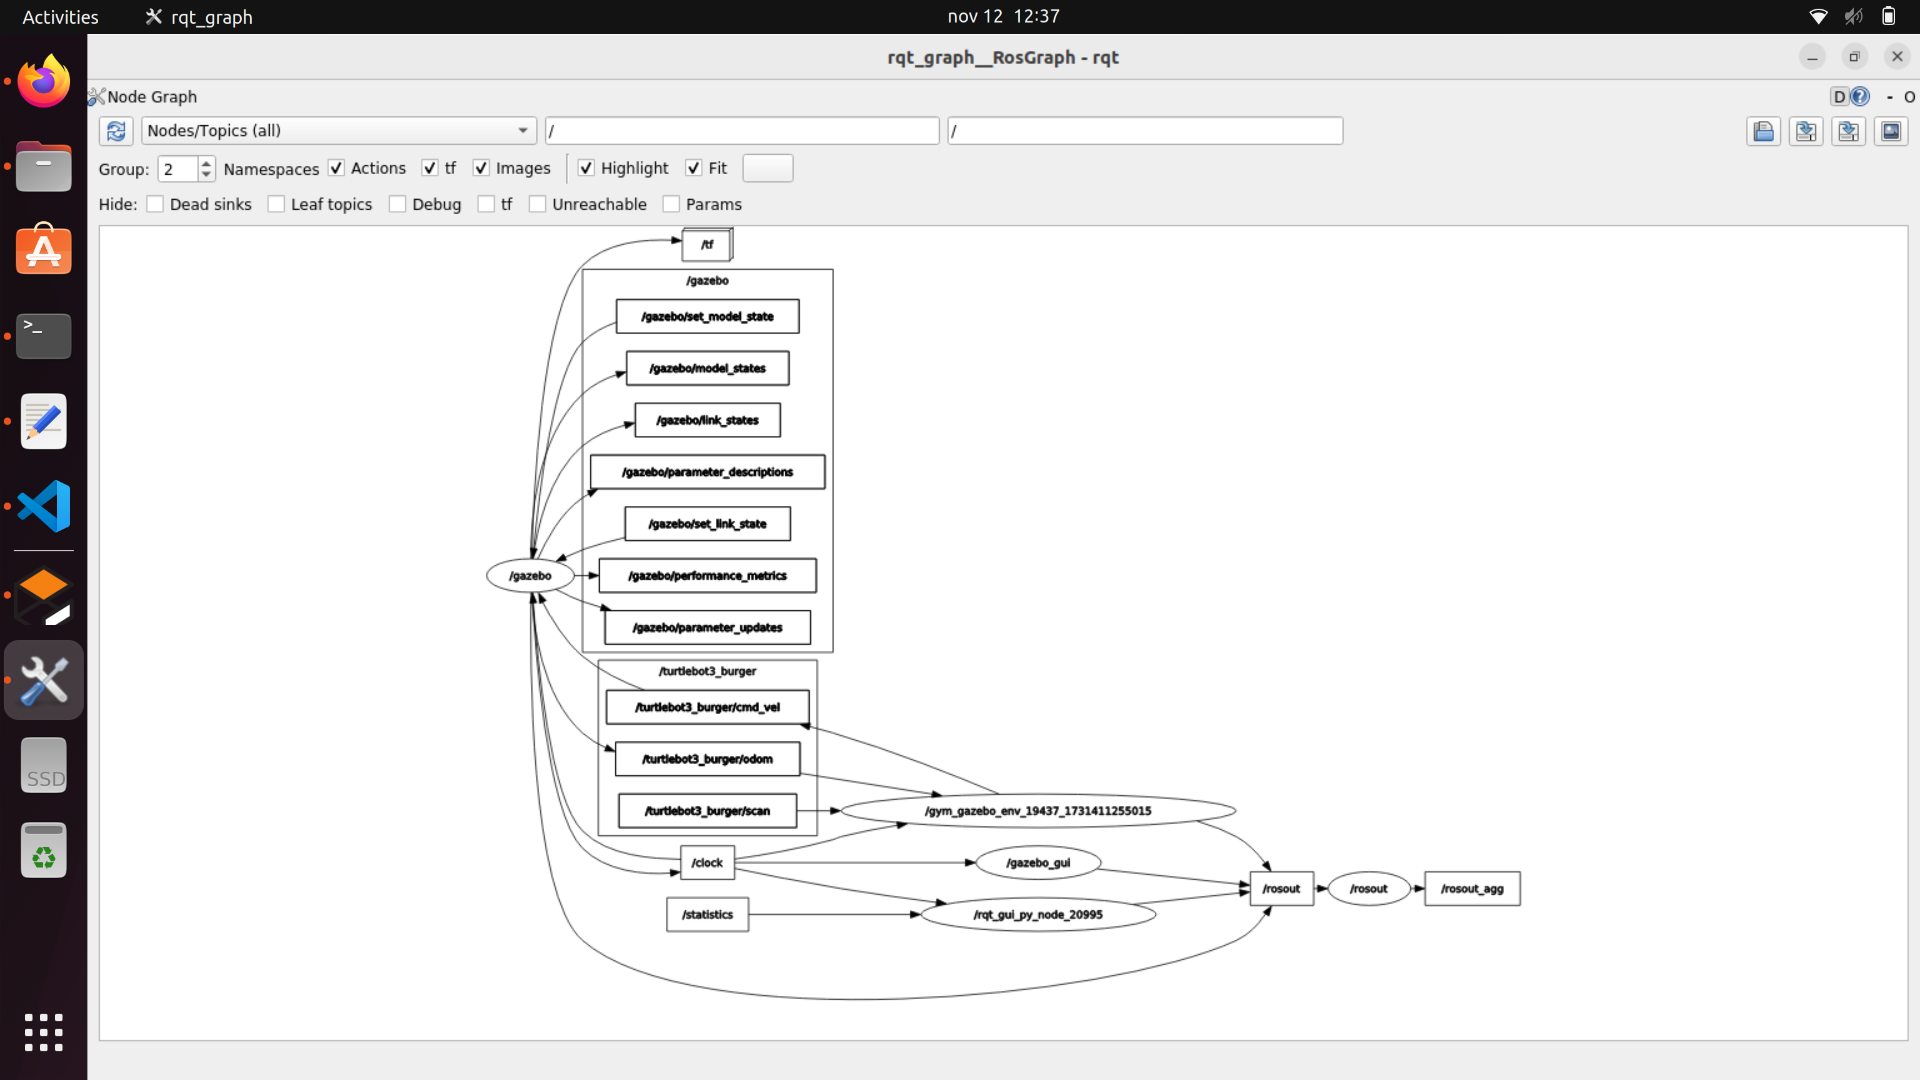 Activities
rqt_graph
nov 12 12:37
rqt_graph__RosGraph - rqt
Node Graph
D
- O
Nodes/Topics (all)
/
/
Group: 2 Namespaces Actions tf Images Highlight Fit
Hide: Dead sinks Leaf topics Debug tf Unreachable Params
/tf
/gazebo
/gazebo/set_model_state
/gazebo/model_states
/gazebo/link_states
/gazebo/parameter_descriptions
/gazebo/set_link_state
/gazebo
/gazebo/performance_metrics
/gazebo/parameter_updates
/turtlebot3_burger
/turtlebot3_burger/cmd_vel
/turtlebot3_burger/odom
/turtlebot3_burger/scan
/gym_gazebo_env_19437_1731411255015
/clock
/gazebo_gui
/rosout
/rosout
/rosout_agg
/statistics
/rqt_gui_py_node_20995
>_
SSD